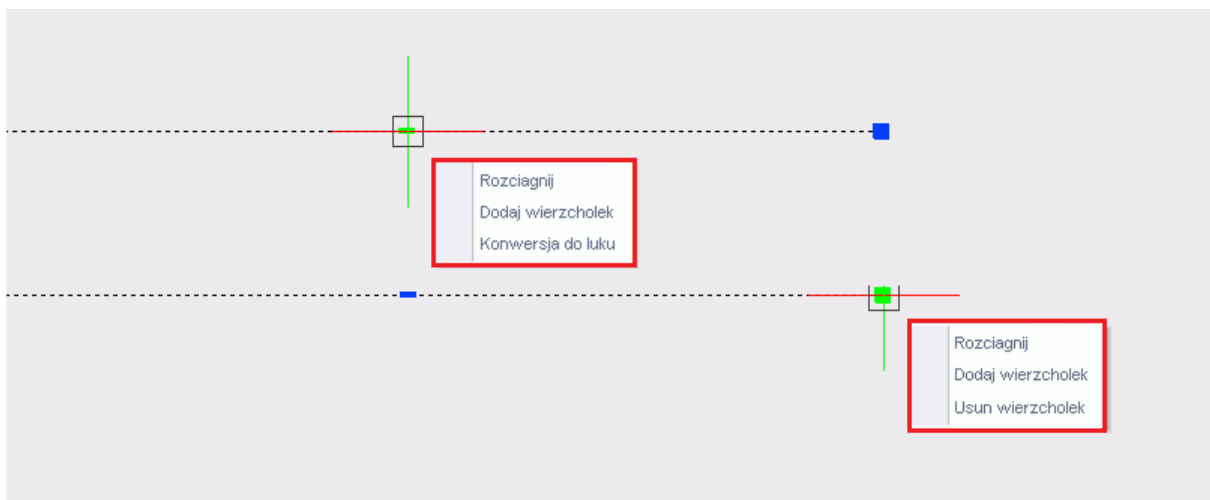 Rozciagnij
Dodaj wierzcholek
Konwersja do luku
Rozciagnij
Dodaj wierzcholek
Usun wierzcholek